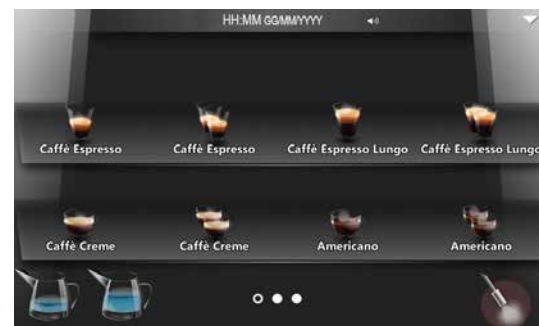 HH:MM GG/MM/YYYY
Caffè Espresso Caffè Espresso Caffè Espresso Lungo Caffè Espresso Lungo
Caffè Creme Caffè Creme Americano Americano